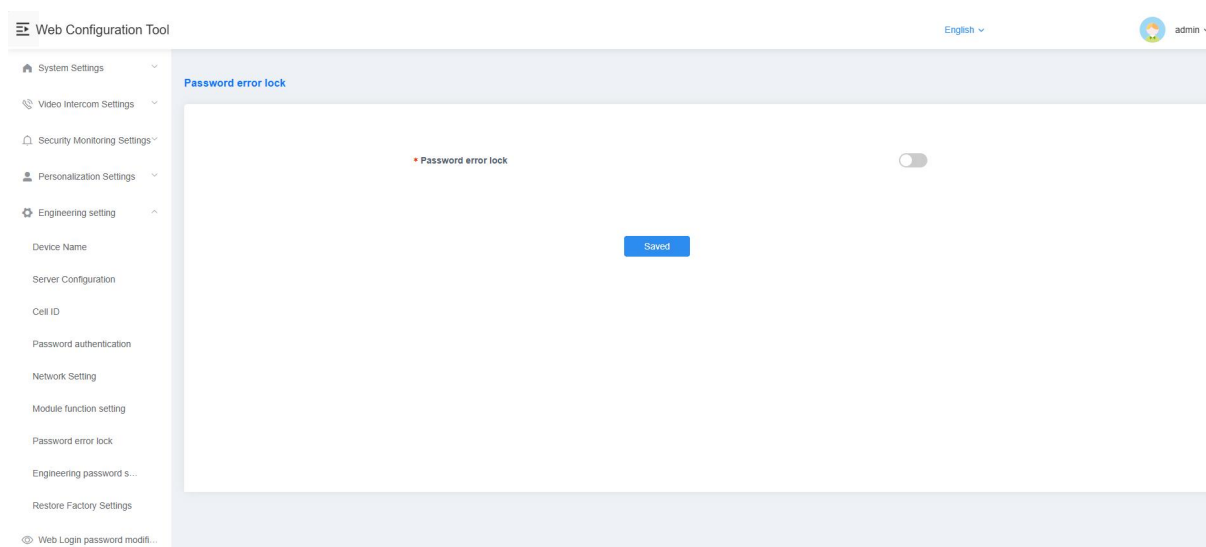 Web Configuration Tool
English
admin
System Settings
Video Intercom Settings
Security Monitoring Settings
Personalization Settings
Engineering setting
Device Name
Server Configuration
Cell ID
Password authentication
Network Setting
Module function setting
Password error lock
Engineering password s...
Restore Factory Settings
Web Login password modifi...
Password error lock
* Password error lock
Saved